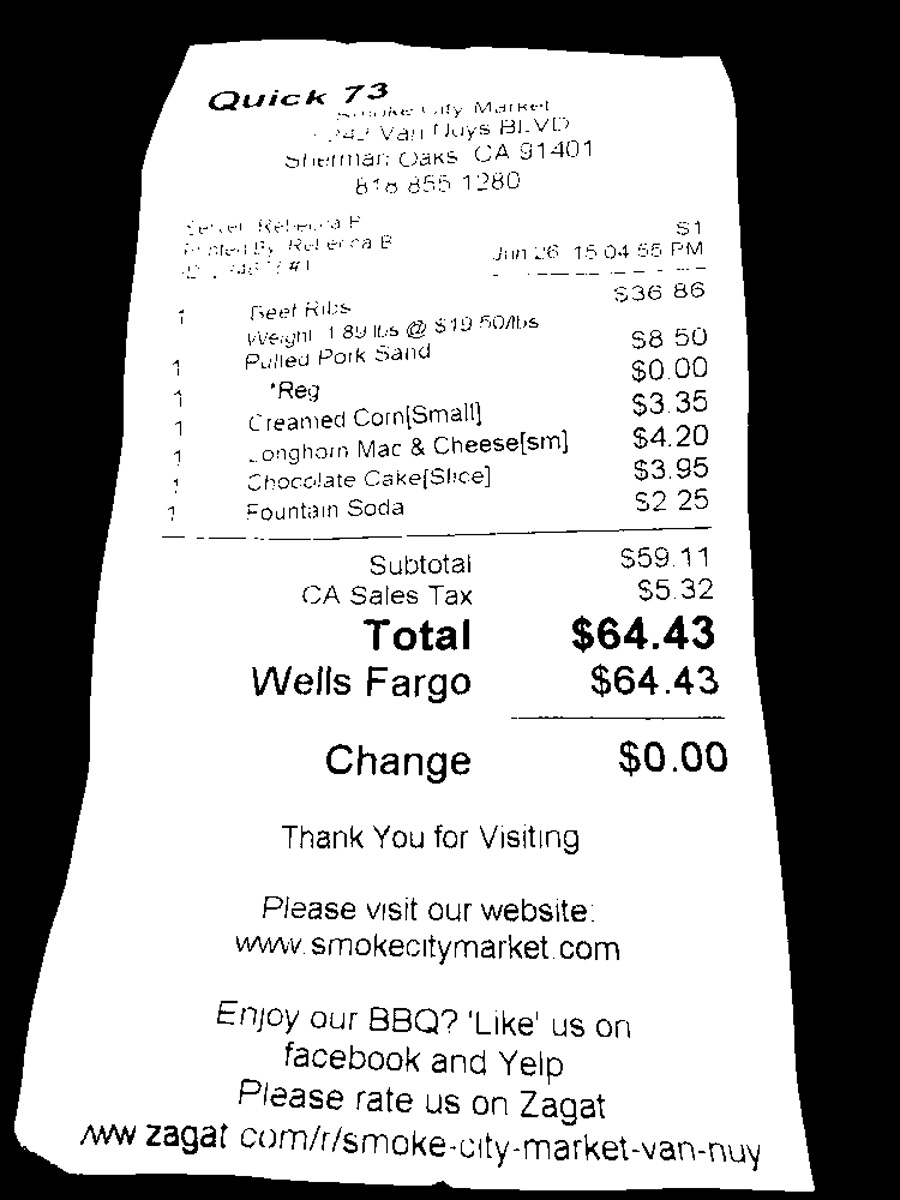 Quick 73
Smoke City Market
Van Nuys BLVD
Sherman Oaks CA 91401
818 855 1280
Server: Rebecca B
S1
Printed By: Rebecca B
Jun 26 15:04:55 PM
#1
1 Beef Ribs $36.86
Weight 1.89 lbs @ $19.50/lbs
1 Pulled Pork Sand $8.50
1 *Reg $0.00
1 Creamed Corn[Small] $3.35
1 Longhorn Mac & Cheese[sm] $4.20
1 Chocolate Cake[Slice] $3.95
1 Fountain Soda $2.25
Subtotal $59.11
CA Sales Tax $5.32
Total $64.43
Wells Fargo $64.43
Change $0.00
Thank You for Visiting
Please visit our website:
www.smokecitymarket.com
Enjoy our BBQ? 'Like' us on
facebook and Yelp
Please rate us on Zagat
www.zagat.com/r/smoke-city-market-van-nuy